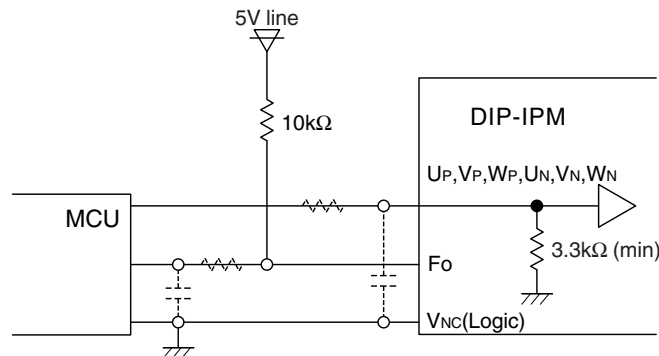 5V line
10kΩ
DIP-IPM
UP,VP,WP,UN,VN,WN
MCU
3.3kΩ (min)
Fo
VNC(Logic)